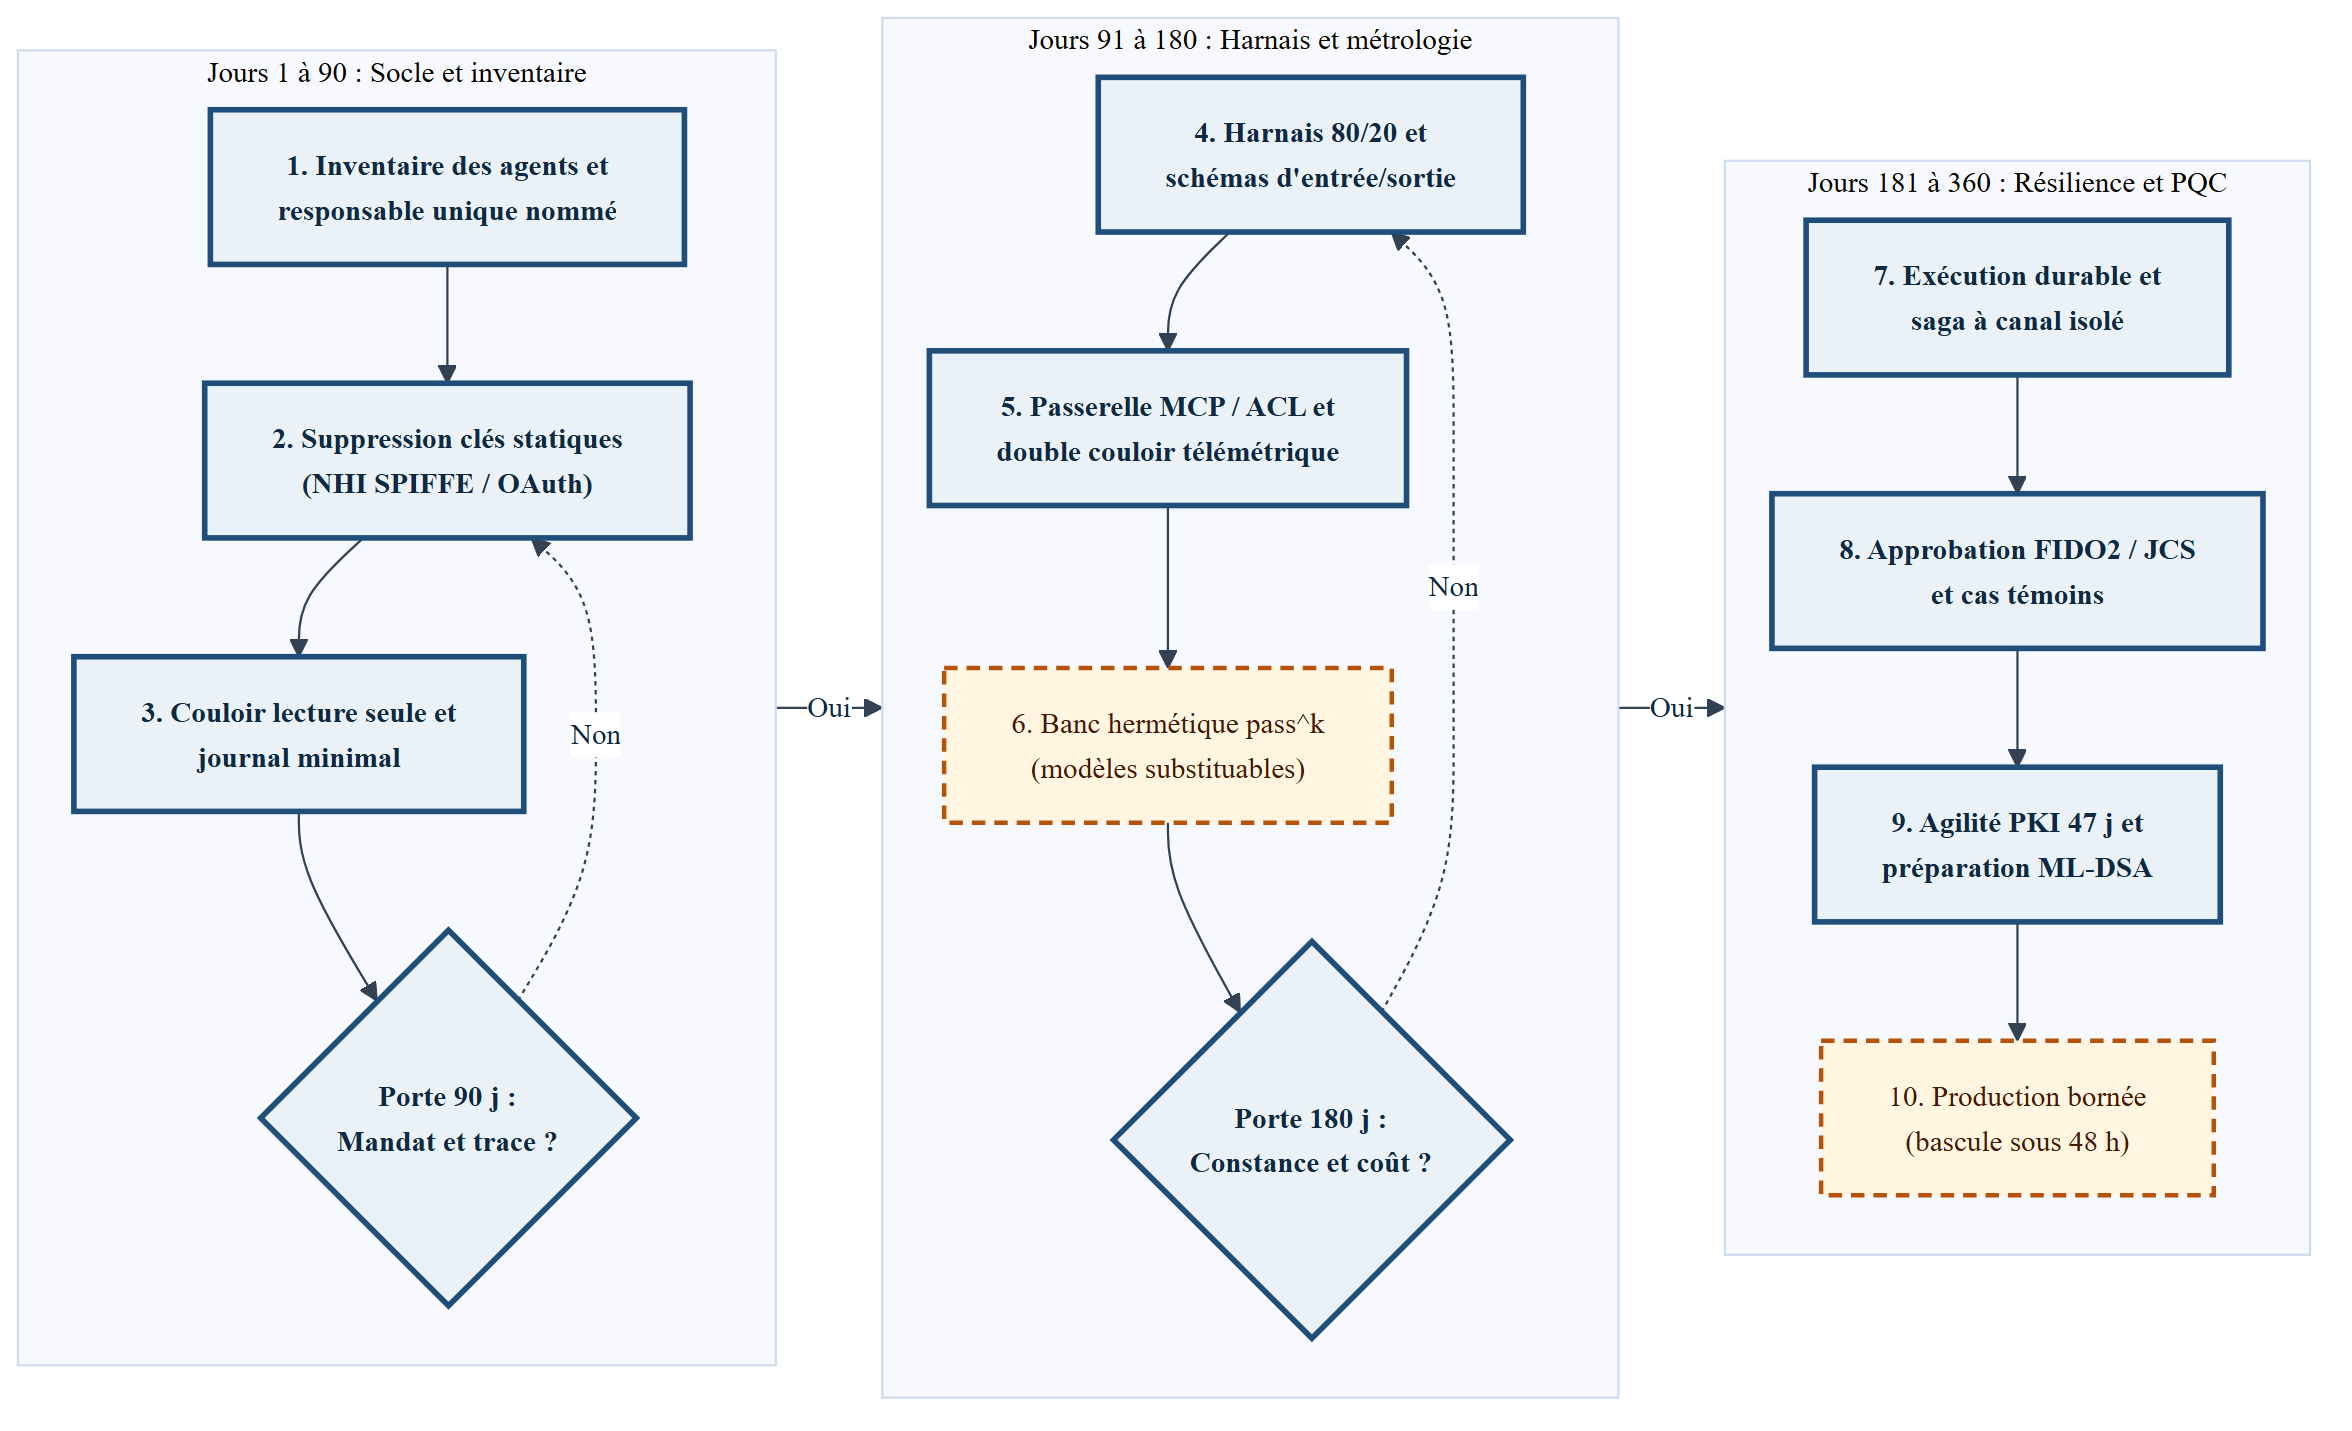 Jours 1 à 90 : Socle et inventaire
1. Inventaire des agents et
responsable unique nommé
2. Suppression clés statiques
(NHI SPIFFE / OAuth)
3. Couloir lecture seule et
journal minimal
Non
Porte 90 j :
Mandat et trace ?
Oui
Jours 91 à 180 : Harnais et métrologie
4. Harnais 80/20 et
schémas d'entrée/sortie
5. Passerelle MCP / ACL et
double couloir télémétrique
Non
6. Banc hermétique pass^k
(modèles substituables)
Porte 180 j :
Constance et coût ?
Oui
Jours 181 à 360 : Résilience et PQC
7. Exécution durable et
saga à canal isolé
8. Approbation FIDO2 / JCS
et cas témoins
9. Agilité PKI 47 j et
préparation ML-DSA
10. Production bornée
(bascule sous 48 h)